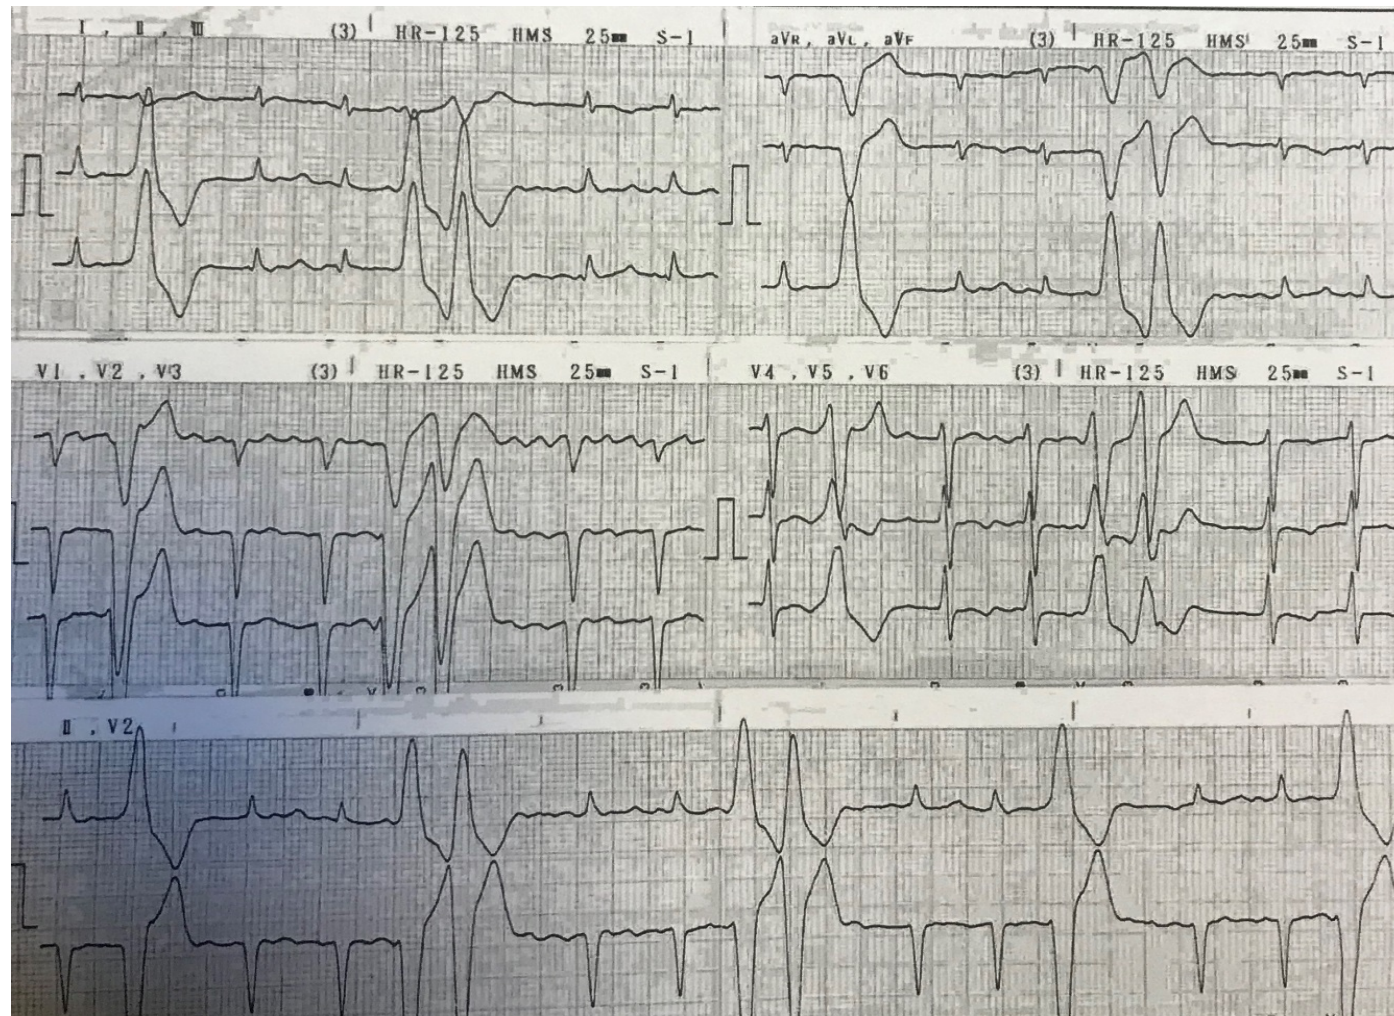 I , II , III (3) HR-125 HMS 25mm S-1
aVR, aVL, aVF (3) HR-125 HMS 25mm S-1
V1 , V2 , V3 (3) HR-125 HMS 25mm S-1
V4 , V5 , V6 (3) HR-125 HMS 25mm S-1
II , V2